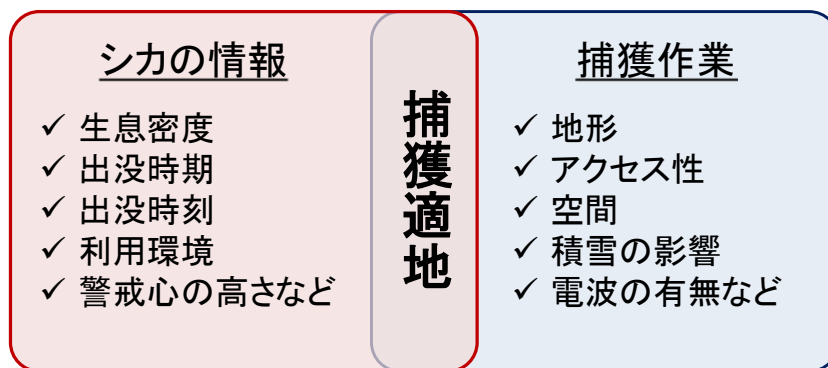 シカの情報
✓ 生息密度
✓ 出没時期
✓ 出没時刻
✓ 利用環境
✓ 警戒心の高さなど
捕獲適地
捕獲作業
✓ 地形
✓ アクセス性
✓ 空間
✓ 積雪の影響
✓ 電波の有無など